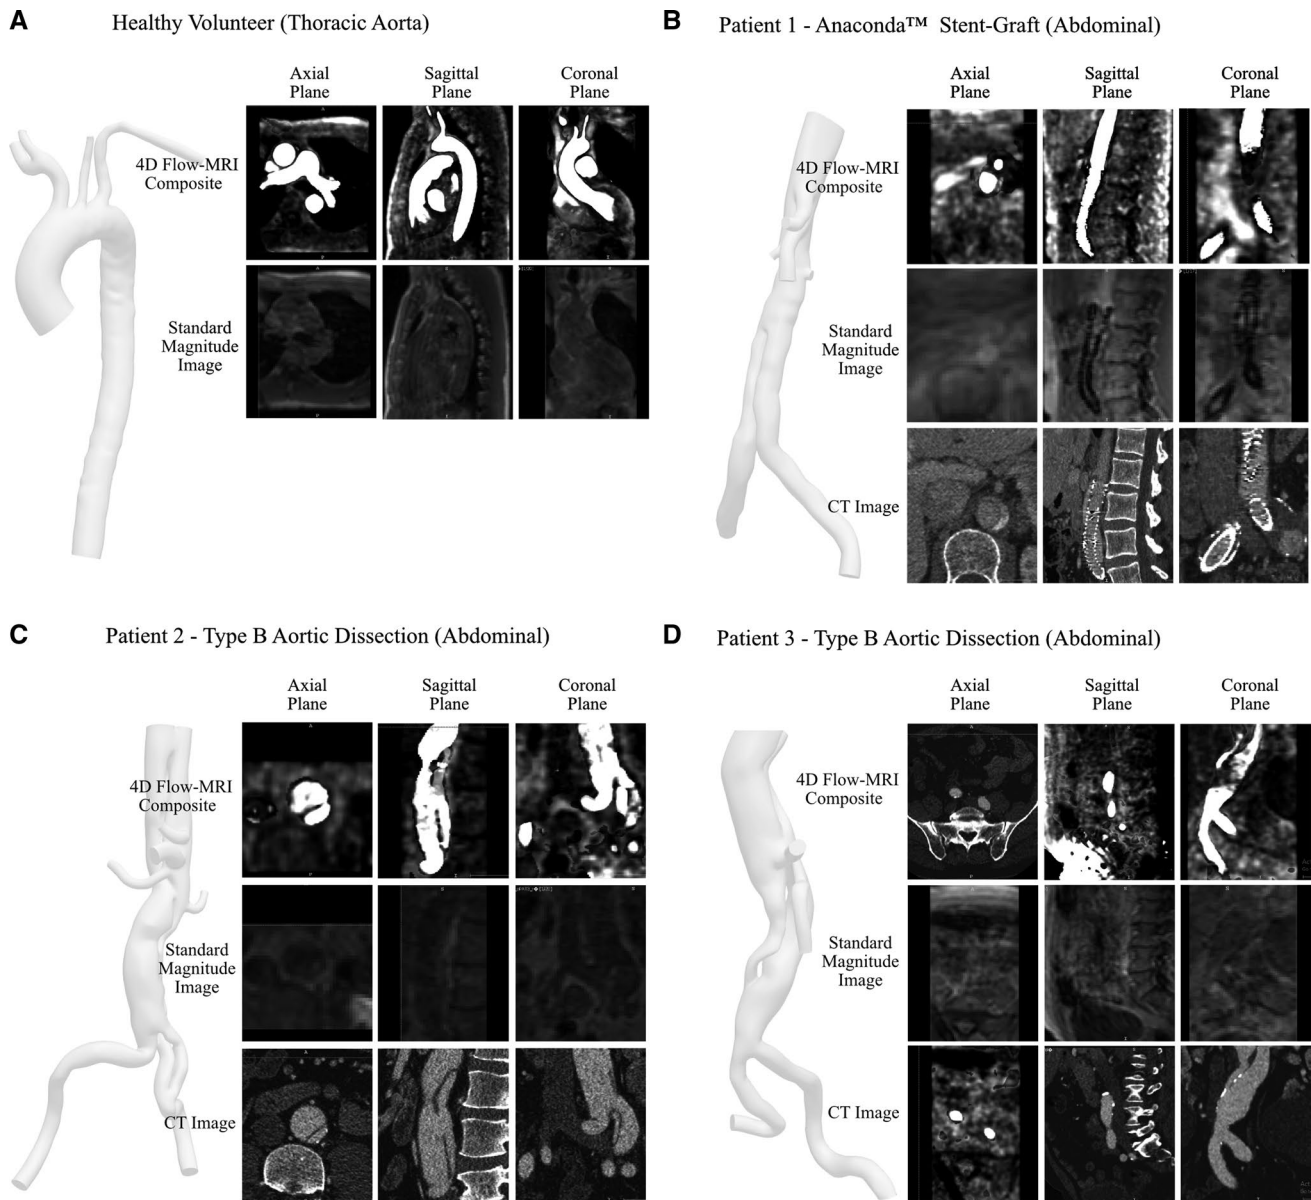 A
Healthy Volunteer (Thoracic Aorta)
Axial
Plane
Sagittal
Plane
Coronal
Plane
4D Flow-MRI
Composite
Standard
Magnitude
Image
B
Patient 1 - Anaconda™ Stent-Graft (Abdominal)
Axial
Plane
Sagittal
Plane
Coronal
Plane
4D Flow-MRI
Composite
Standard
Magnitude
Image
CT Image
C
Patient 2 - Type B Aortic Dissection (Abdominal)
Axial
Plane
Sagittal
Plane
Coronal
Plane
4D Flow-MRI
Composite
Standard
Magnitude
Image
CT Image
D
Patient 3 - Type B Aortic Dissection (Abdominal)
Axial
Plane
Sagittal
Plane
Coronal
Plane
4D Flow-MRI
Composite
Standard
Magnitude
Image
CT Image